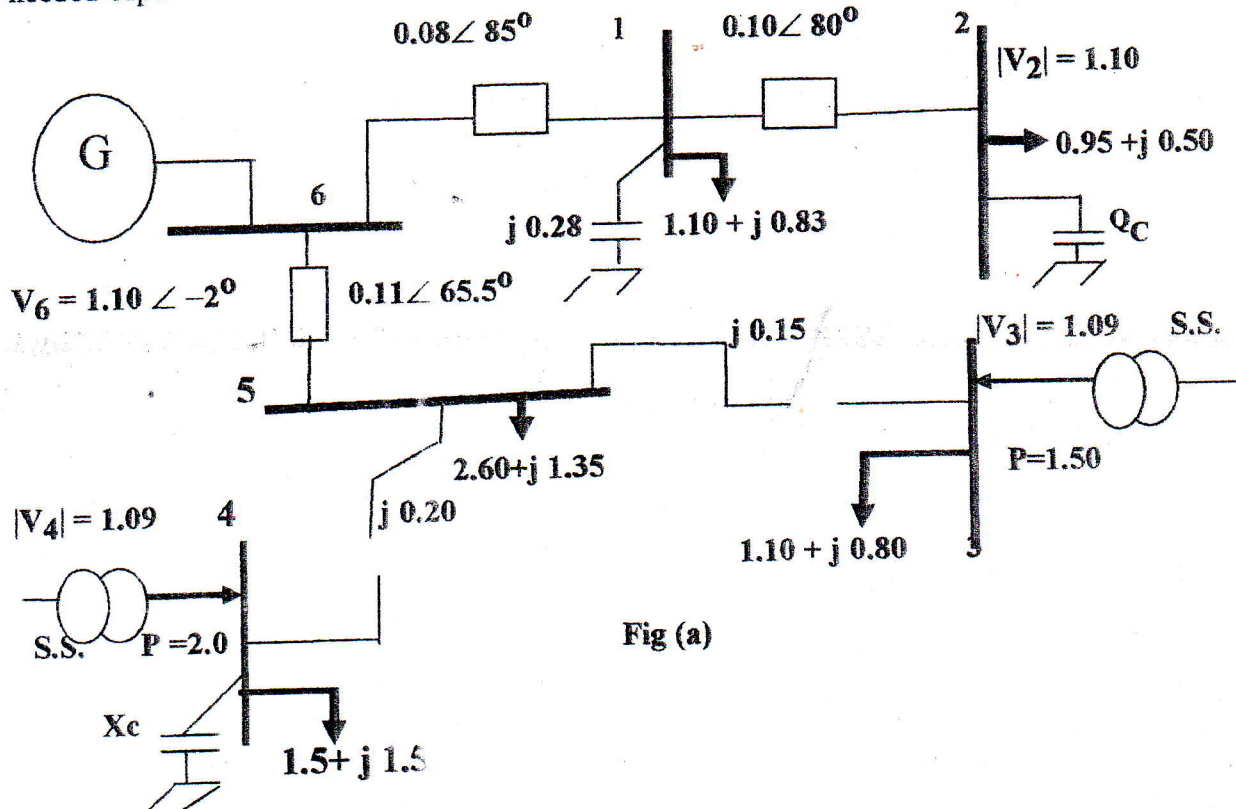 needed
0.08∠ 85⁰
1
0.10∠ 80⁰
2
|V₂| = 1.10
G
6
j 0.28
1.10 + j 0.83
0.95 +j 0.50
Q_C
V₆ = 1.10 ∠ −2⁰
0.11∠ 65.5⁰
5
j 0.15
|V₃| = 1.09
S.S.
2.60+j 1.35
P=1.50
|V₄| = 1.09
4
j 0.20
1.10 + j 0.80
3
S.S.
P =2.0
Fig (a)
Xc
1.5+ j 1.5